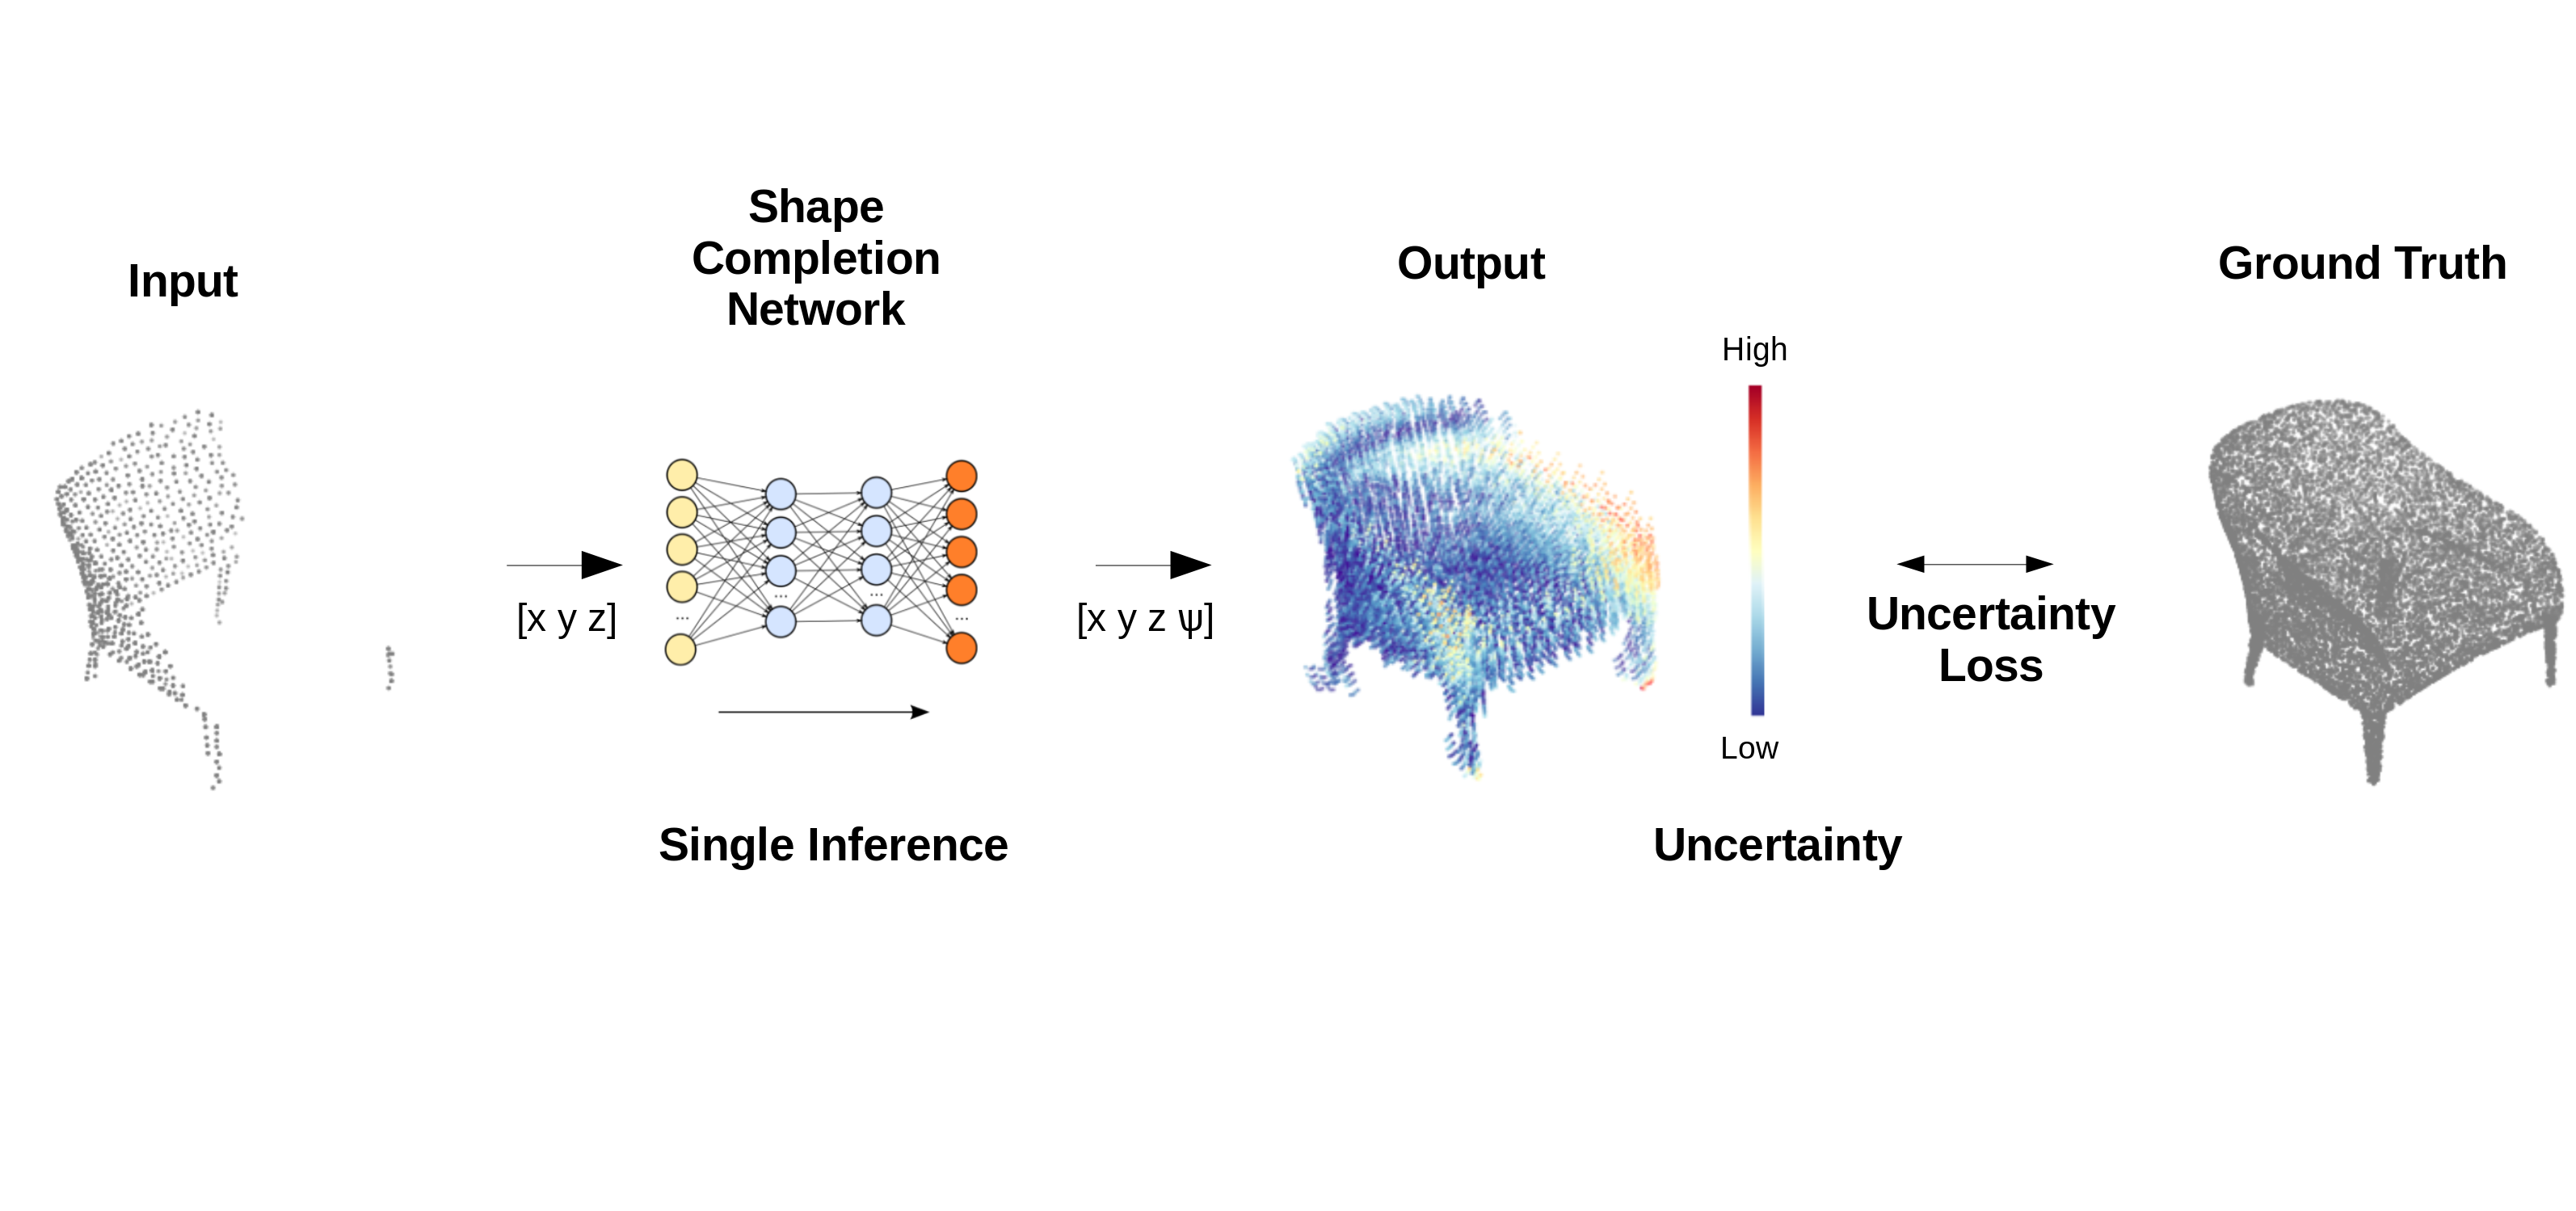 Input
Shape
Completion
Network
Output
Ground Truth
High
[x y z]
[x y z ψ]
Uncertainty
Loss
Low
Single Inference
Uncertainty